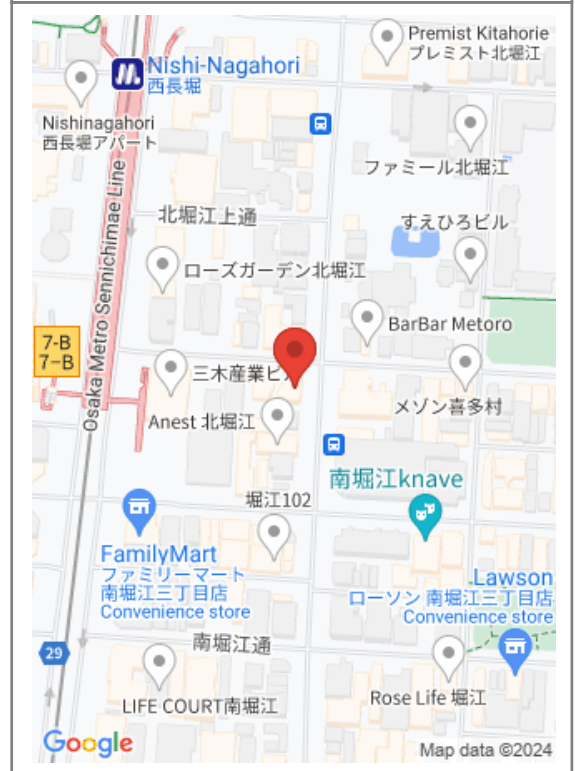 Premist Kitahorie
プレミスト北堀江
Nishi-Nagahori
西長堀
Nishinagahori
西長堀アパート
ファミール北堀江
北堀江上通
すえひろビル
ローズガーデン北堀江
Osaka Metro Sennichimae Line
7-B
7-B
BarBar Metoro
三木産業ビル
メゾン喜多村
Anest 北堀江
南堀江knave
堀江102
FamilyMart
ファミリーマート
南堀江三丁目店
Convenience store
Lawson
ローソン 南堀江三丁目店
Convenience store
29
南堀江通
LIFE COURT南堀江
Rose Life 堀江
Google
Map data ©2024